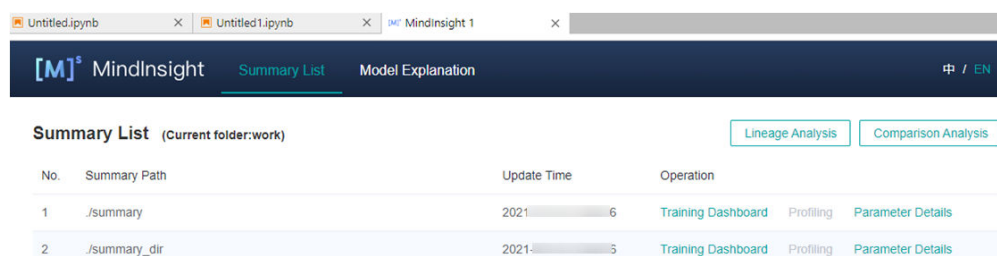 Untitled.ipynb × Untitled1.ipynb × [M]ˢ MindInsight 1 ×
[M]ˢ MindInsight Summary List Model Explanation 中 / EN
Summary List (Current folder:work) Lineage Analysis Comparison Analysis
No. Summary Path Update Time Operation
1 ./summary 2021 6 Training Dashboard Profiling Parameter Details
2 ./summary_dir 2021- 6 Training Dashboard Profiling Parameter Details